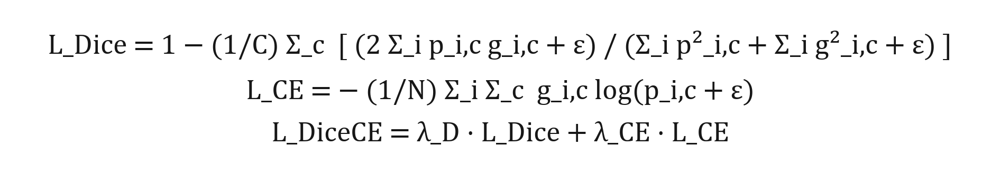 L_Dice = 1 − (1/C) Σ_c [ (2 Σ_i p_i,c g_i,c + ε) / (Σ_i p²_i,c + Σ_i g²_i,c + ε) ]
L_CE = − (1/N) Σ_i Σ_c g_i,c log(p_i,c + ε)
L_DiceCE = λ_D · L_Dice + λ_CE · L_CE